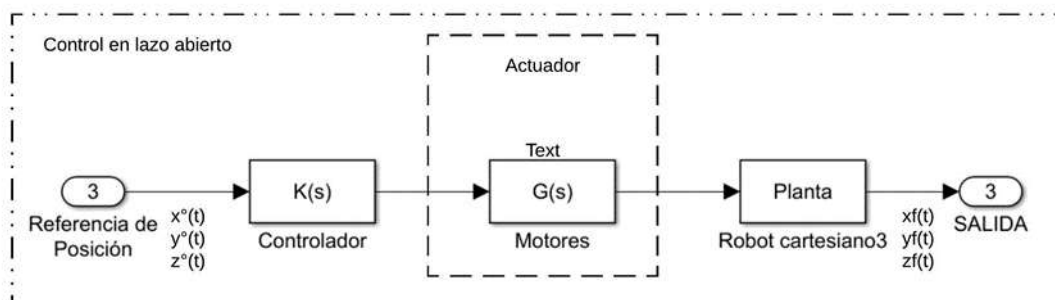 Control en lazo abierto
Actuador
Text
3
K(s)
G(s)
Planta
3
Referencia de
Posición
x°(t)
y°(t)
z°(t)
Controlador
Motores
Robot cartesiano3
xf(t)
yf(t)
zf(t)
SALIDA